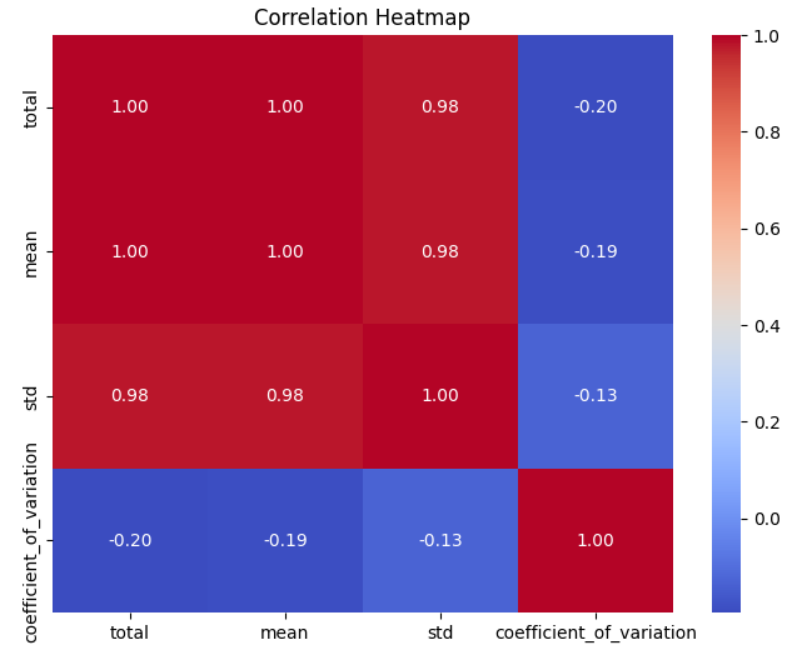 Correlation Heatmap
total 1.00 1.00 0.98 -0.20
mean 1.00 1.00 0.98 -0.19
std 0.98 0.98 1.00 -0.13
coefficient_of_variation -0.20 -0.19 -0.13 1.00
total mean std coefficient_of_variation
1.0
0.8
0.6
0.4
0.2
0.0